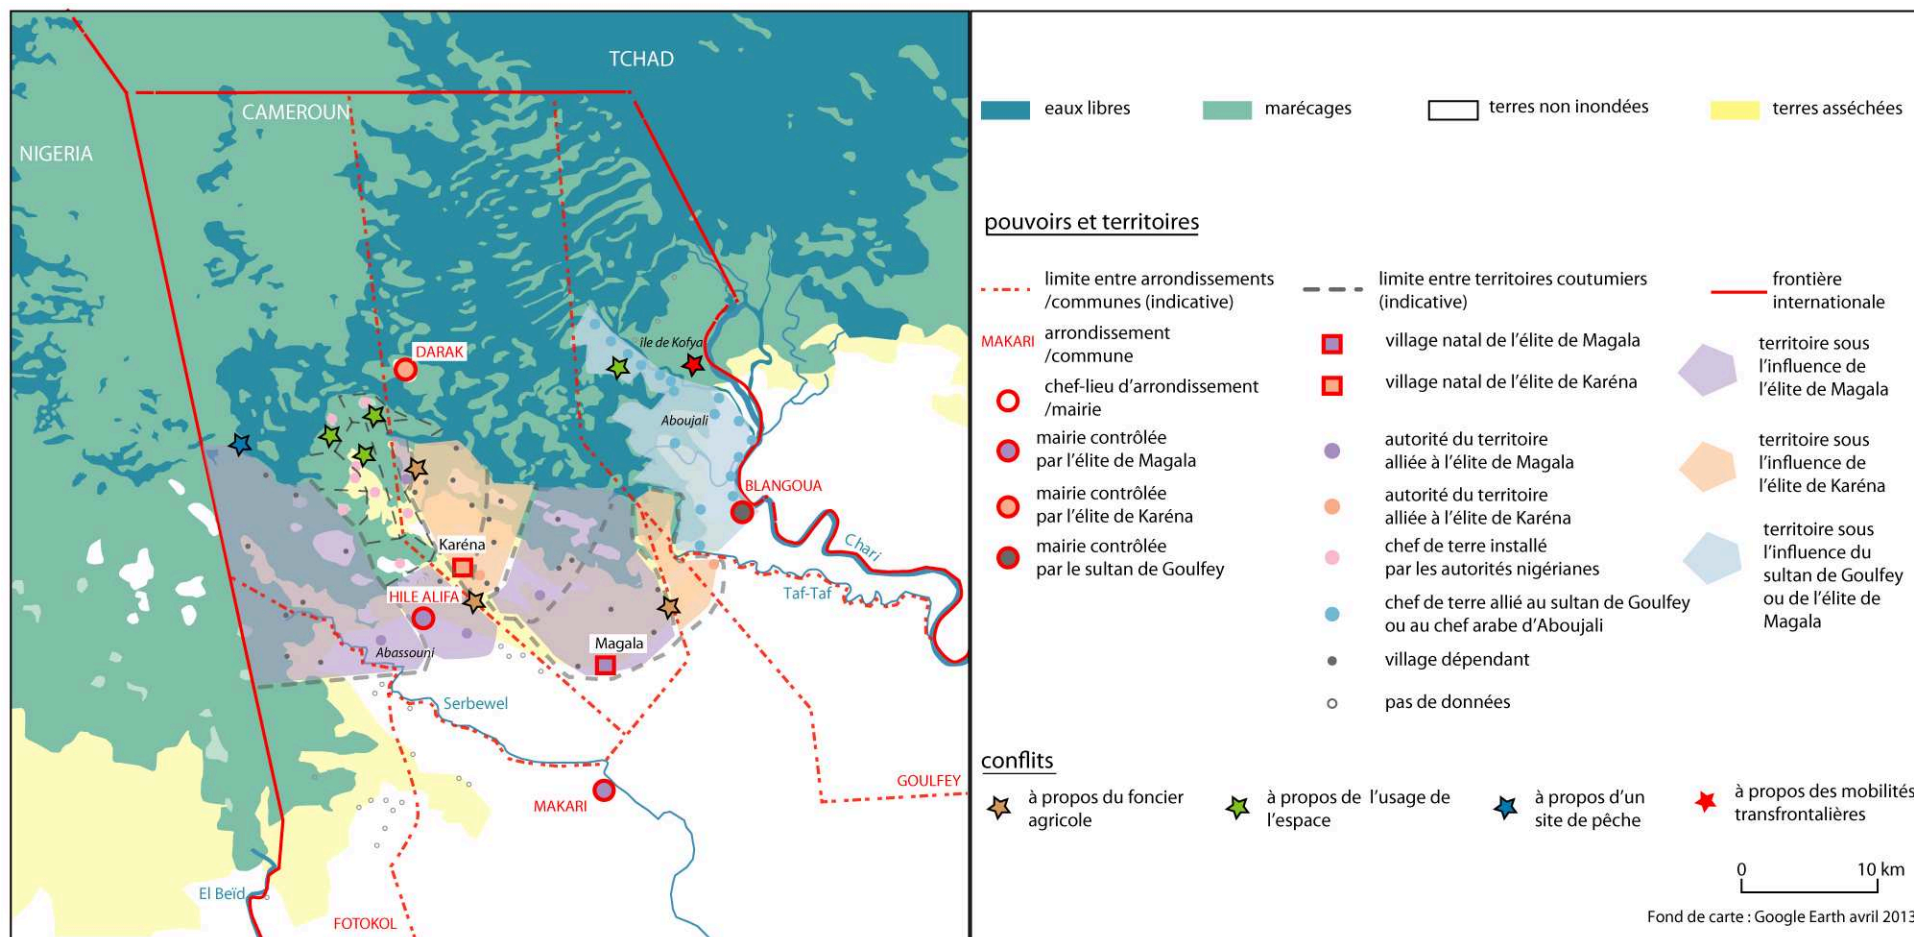 TCHAD
CAMEROUN
NIGERIA
DARAK
île de Kofya
Aboujali
BLANGOUA
Karéna
Chari
HILE ALIFA
Taf-Taf
Abassouni
Magala
Serbewel
MAKARI
GOULFEY
El Beïd
FOTOKOL
eaux libres
marécages
terres non inondées
terres asséchées
pouvoirs et territoires
limite entre arrondissements
/communes (indicative)
MAKARI
arrondissement
/commune
chef-lieu d'arrondissement
/mairie
mairie contrôlée
par l'élite de Magala
mairie contrôlée
par l'élite de Karéna
mairie contrôlée
par le sultan de Goulfey
limite entre territoires coutumiers
(indicative)
village natal de l'élite de Magala
village natal de l'élite de Karéna
autorité du territoire
alliée à l'élite de Magala
autorité du territoire
alliée à l'élite de Karéna
chef de terre installé
par les autorités nigérianes
chef de terre allié au sultan de Goulfey
ou au chef arabe d'Aboujali
village dépendant
pas de données
frontière
internationale
territoire sous
l'influence de
l'élite de Magala
territoire sous
l'influence de
l'élite de Karéna
territoire sous
l'influence du
sultan de Goulfey
ou de l'élite de
Magala
conflits
à propos du foncier
agricole
à propos de l'usage de
l'espace
à propos d'un
site de pêche
à propos des mobilités
transfrontalières
0 10 km
Fond de carte : Google Earth avril 2013